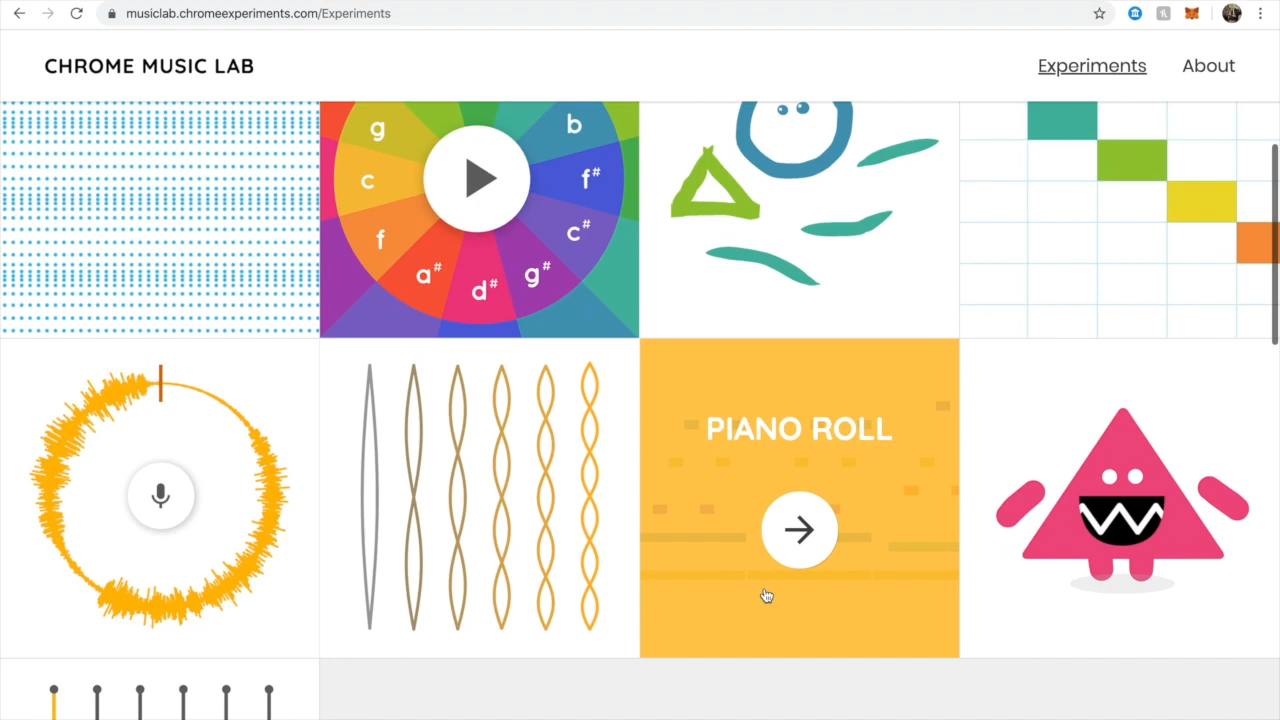 musiclab.chromeexperiments.com/Experiments
CHROME MUSIC LAB
Experiments
About
g
b
c
f#
f
c#
a#
g#
d#
PIANO ROLL